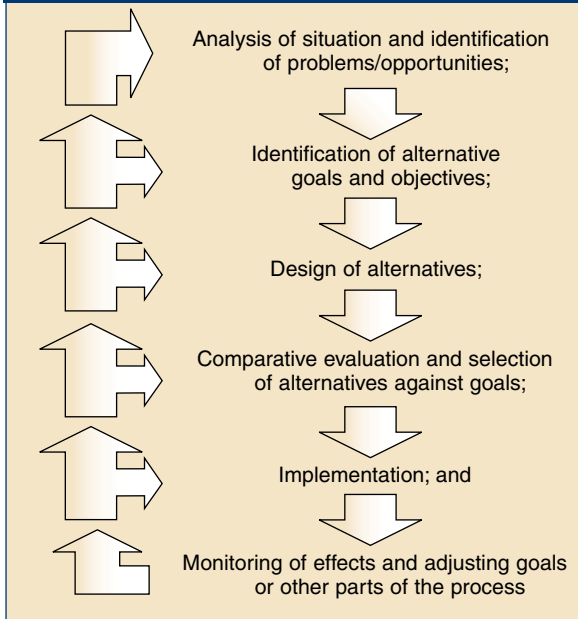 Analysis of situation and identification
of problems/opportunities;
Identification of alternative
goals and objectives;
Design of alternatives;
Comparative evaluation and selection
of alternatives against goals;
Implementation; and
Monitoring of effects and adjusting goals
or other parts of the process